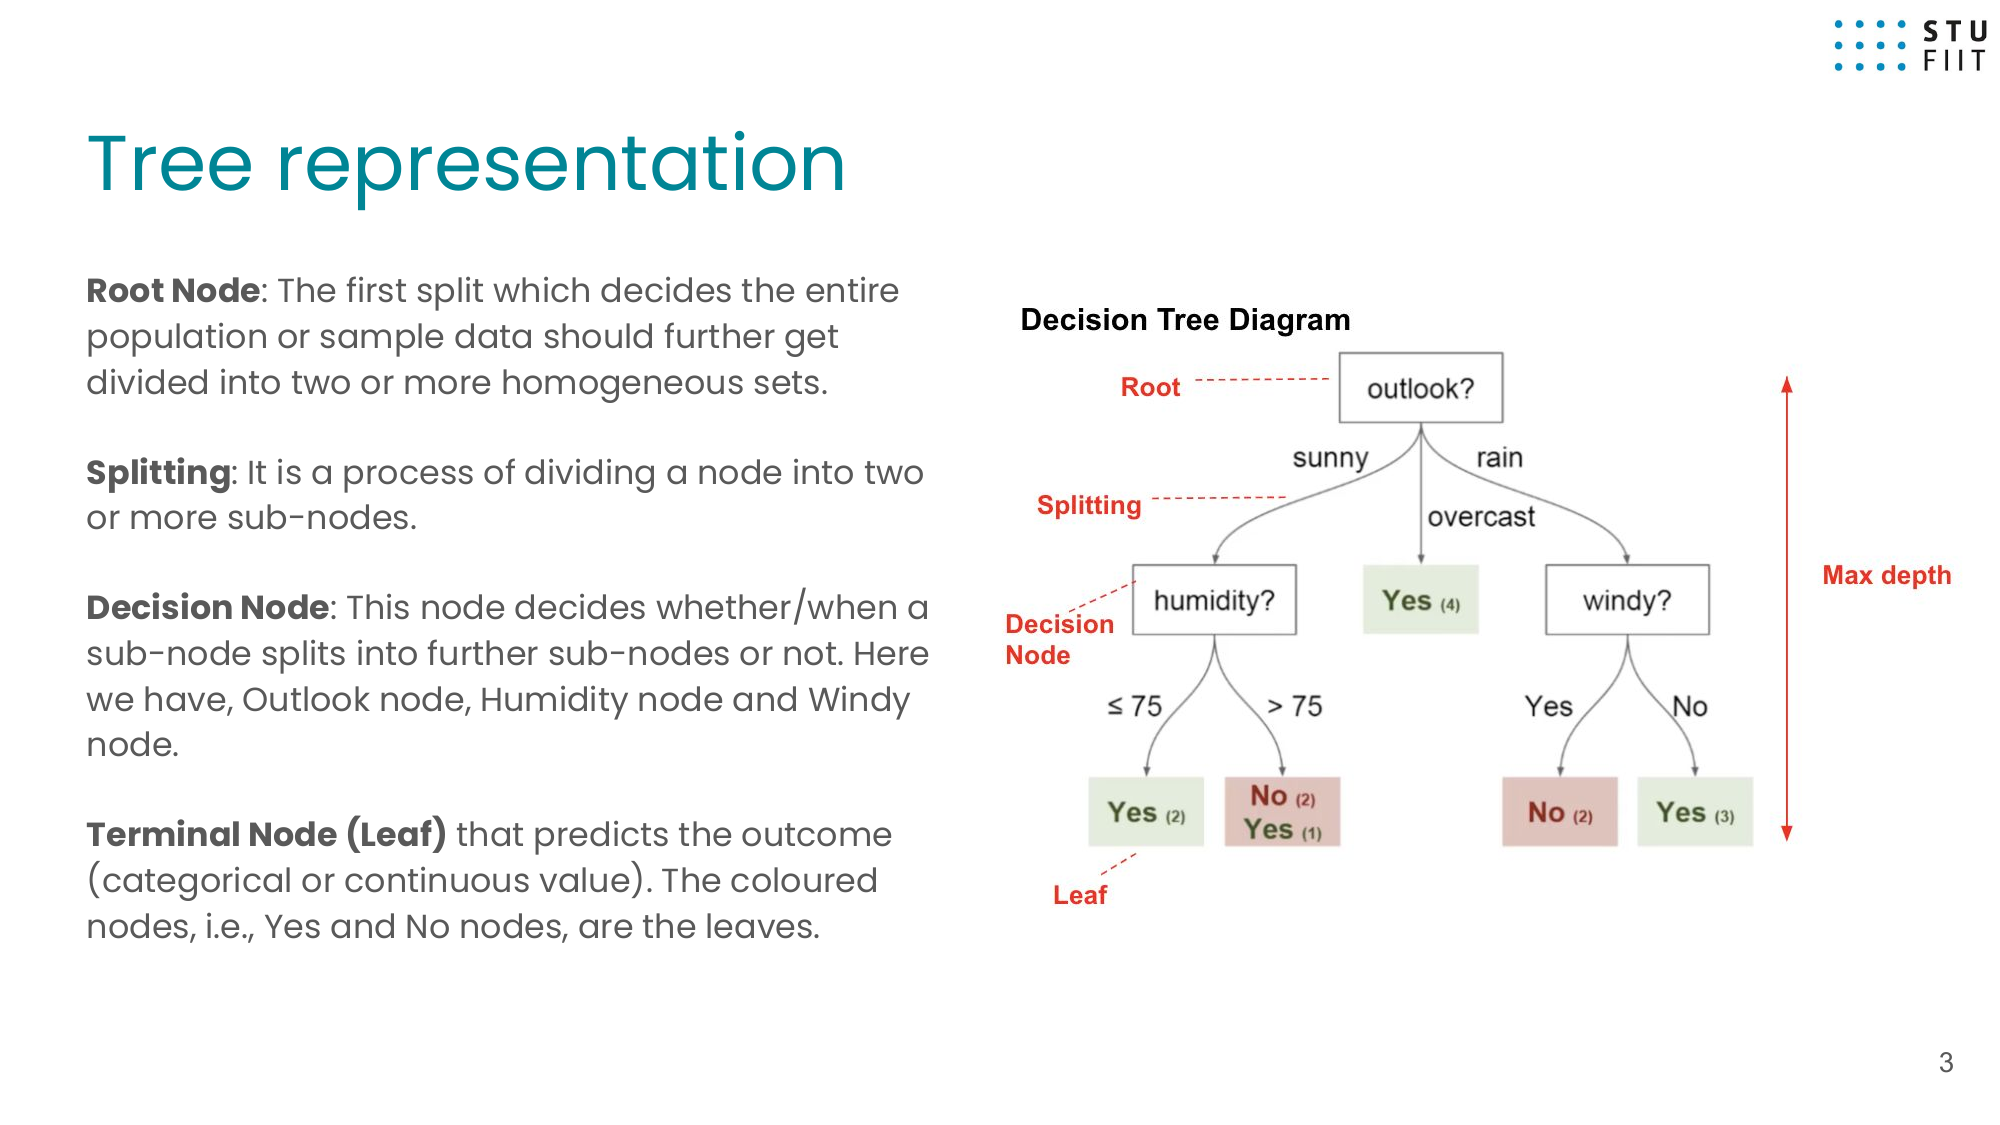 STU
FIIT
Tree representation
Root Node: The first split which decides the entire
population or sample data should further get
divided into two or more homogeneous sets.
Splitting: It is a process of dividing a node into two
or more sub-nodes.
Decision Node: This node decides whether/when a
sub-node splits into further sub-nodes or not. Here
we have, Outlook node, Humidity node and Windy
node.
Terminal Node (Leaf) that predicts the outcome
(categorical or continuous value). The coloured
nodes, i.e., Yes and No nodes, are the leaves.
Decision Tree Diagram
Root
outlook?
sunny
rain
Splitting
overcast
Max depth
humidity?
Yes (4)
windy?
Decision
Node
≤ 75
> 75
Yes
No
Yes (2)
No (2)
Yes (1)
No (2)
Yes (3)
Leaf
3